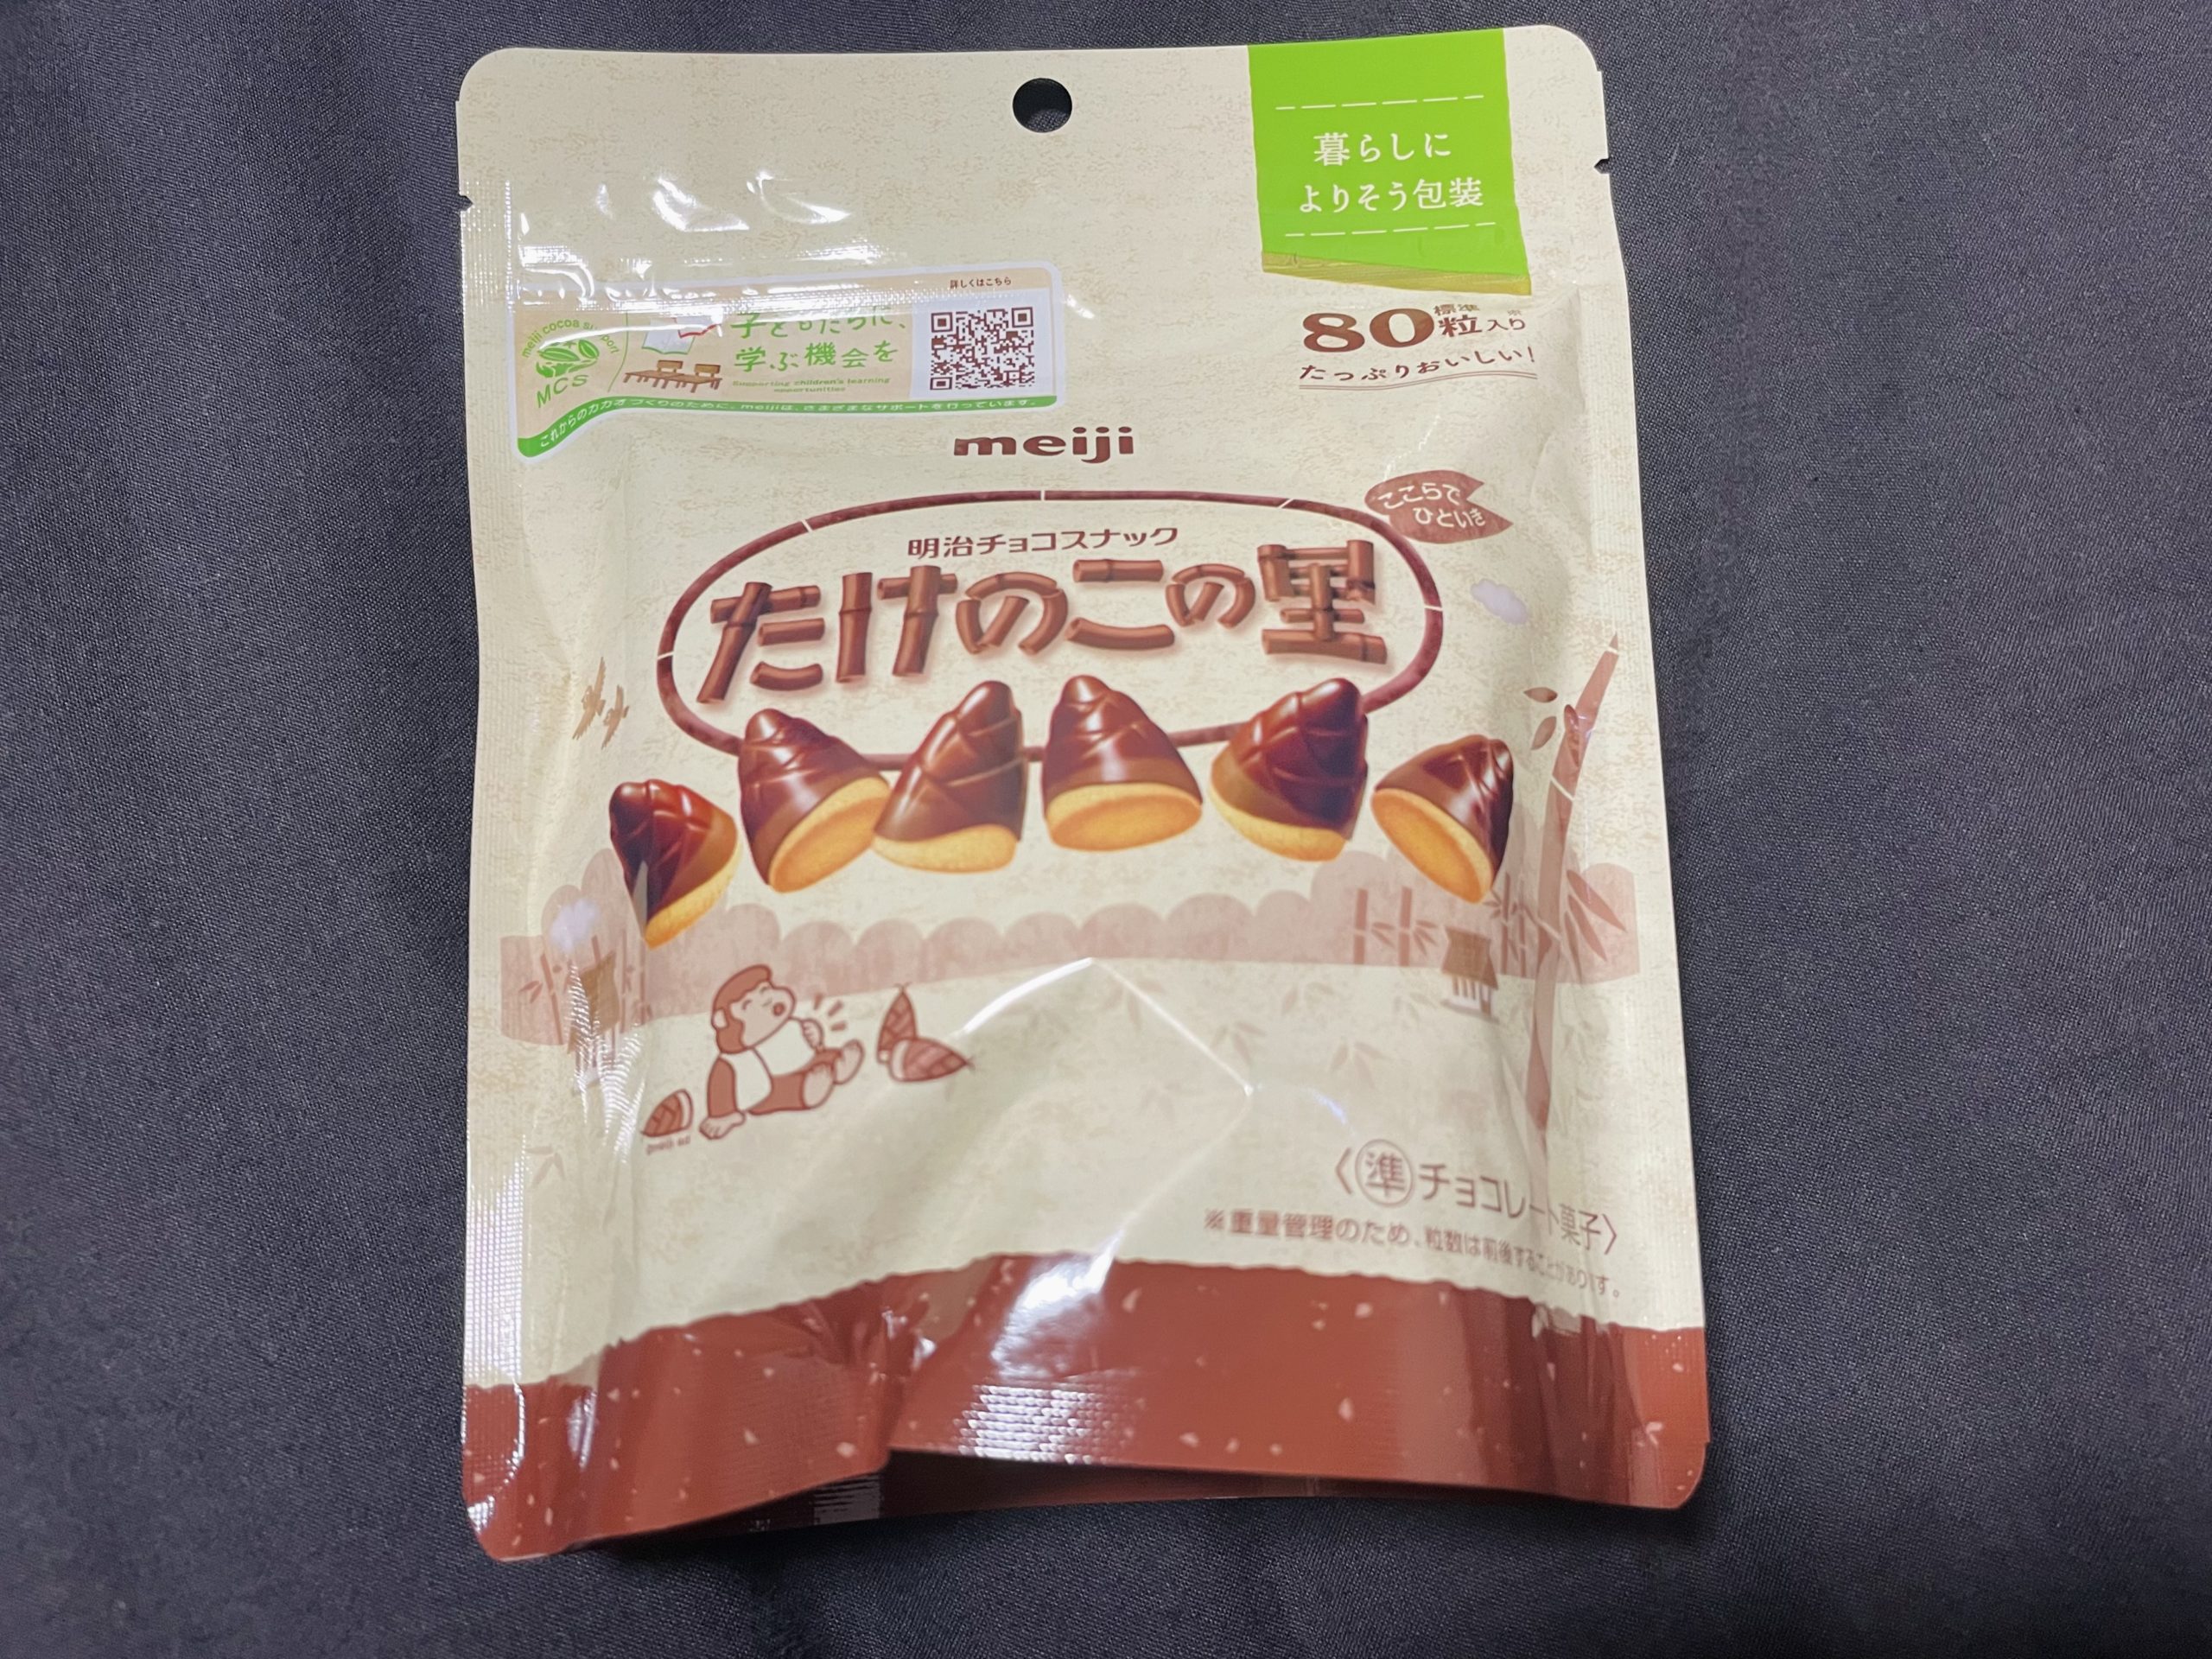 暮らしに
よりそう包装
詳しくはこちら
meiji cocoa support
MCS
子どもたちに、
学ぶ機会を
Supporting children's learning
opportunities
これからのカカオづくりのために、meijiは、さまざまなサポートを行っています。
標準
80粒入り
たっぷりおいしい!
meiji
ここらで
ひといき
明治チョコスナック
たけのこの里
〈準チョコレート菓子〉
※重量管理のため、粒数は前後することがあります。